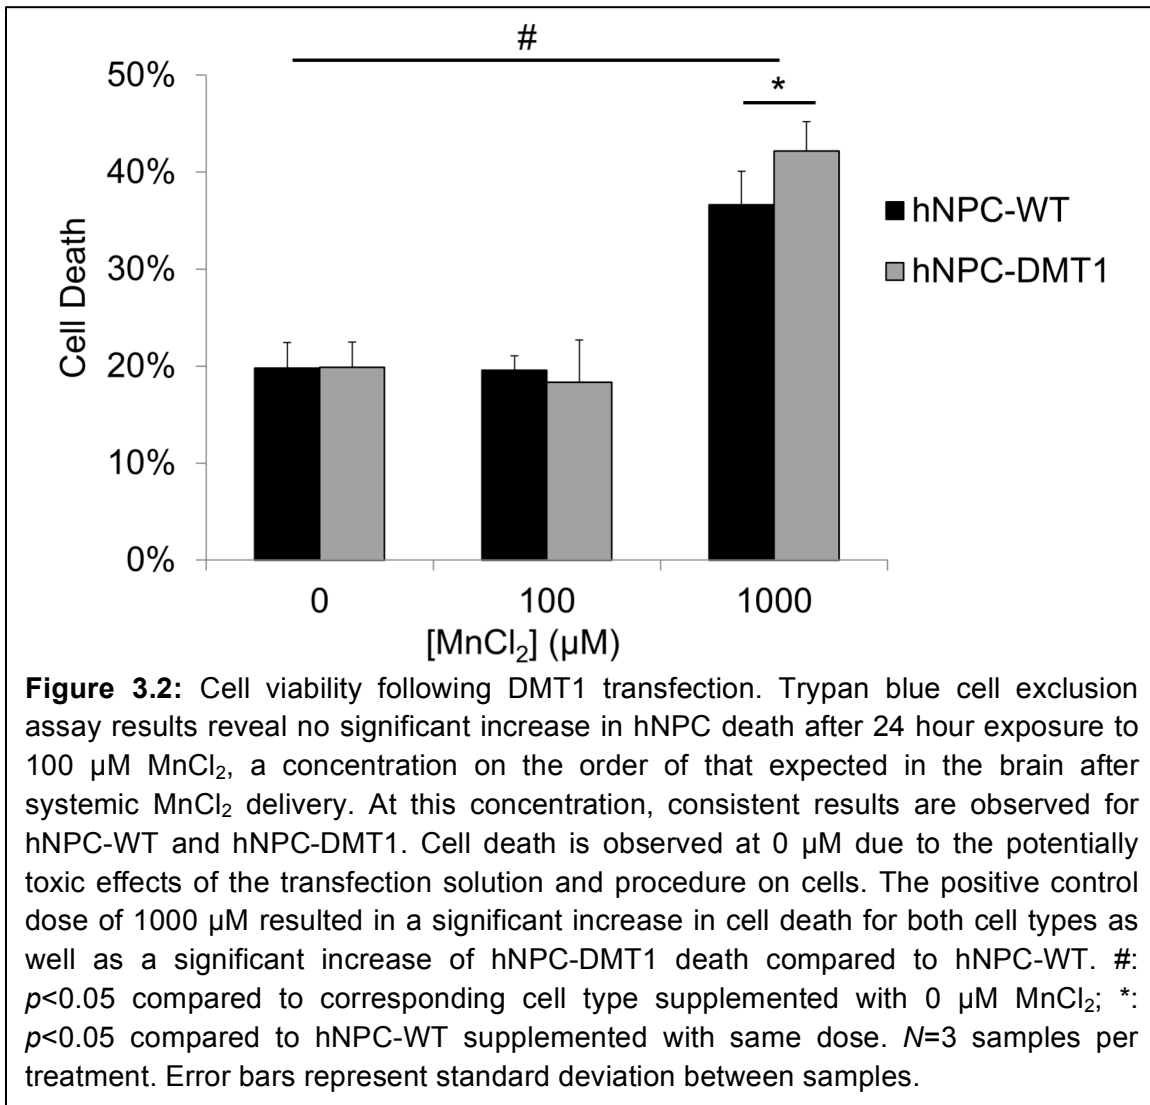 #
50%
*
40%
hNPC-WT
30%
hNPC-DMT1
Cell Death
20%
10%
0%
0 100 1000
[MnCl₂] (µM)
Figure 3.2: Cell viability following DMT1 transfection. Trypan blue cell exclusion
assay results reveal no significant increase in hNPC death after 24 hour exposure to
100 µM MnCl₂, a concentration on the order of that expected in the brain after
systemic MnCl₂ delivery. At this concentration, consistent results are observed for
hNPC-WT and hNPC-DMT1. Cell death is observed at 0 µM due to the potentially
toxic effects of the transfection solution and procedure on cells. The positive control
dose of 1000 µM resulted in a significant increase in cell death for both cell types as
well as a significant increase of hNPC-DMT1 death compared to hNPC-WT. #:
p<0.05 compared to corresponding cell type supplemented with 0 µM MnCl₂; *:
p<0.05 compared to hNPC-WT supplemented with same dose. N=3 samples per
treatment. Error bars represent standard deviation between samples.